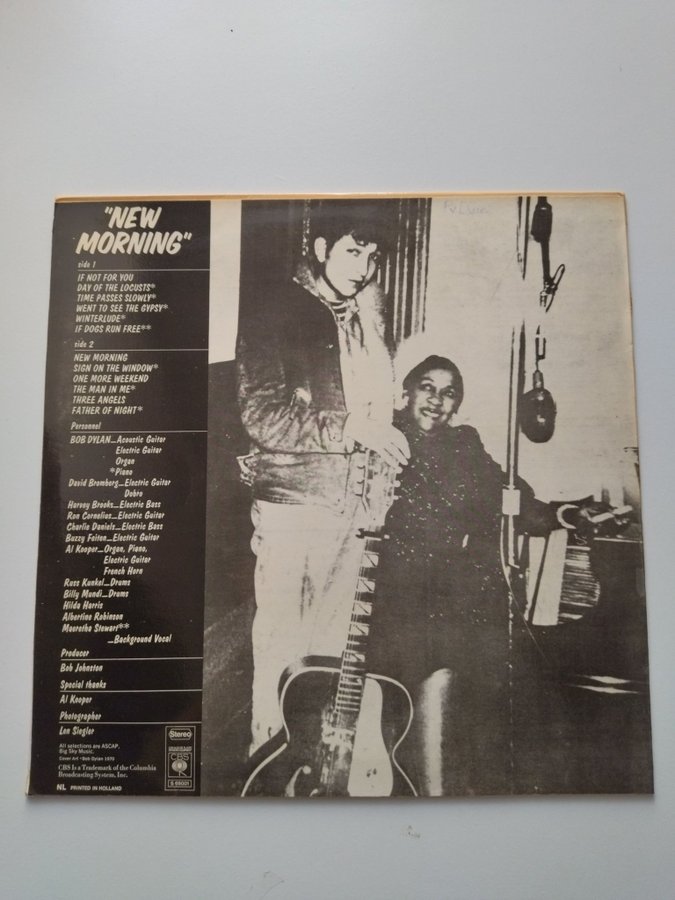 "NEW
MORNING"
side 1
IF NOT FOR YOU
DAY OF THE LOCUSTS*
TIME PASSES SLOWLY*
WENT TO SEE THE GYPSY*
WINTERLUDE*
IF DOGS RUN FREE**
side 2
NEW MORNING
SIGN ON THE WINDOW*
ONE MORE WEEKEND
THE MAN IN ME*
THREE ANGELS
FATHER OF NIGHT*
Personnel
BOB DYLAN...Acoustic Guitar
Electric Guitar
Organ
*Piano
David Bromberg...Electric Guitar
Dobro
Harvey Brooks...Electric Bass
Ron Cornelius...Electric Guitar
Charlie Daniels...Electric Bass
Buzzy Feiten...Electric Guitar
Al Kooper...Organ, Piano,
Electric Guitar
French Horn
Russ Kunkel...Drums
Billy Mundi...Drums
Hilda Harris
Albertine Robinson
Maeretha Stewart**
...Background Vocal
Producer
Bob Johnston
Special thanks
Al Kooper
Photographer
Len Siegler
All selections are ASCAP.
Big Sky Music.
Cover Art - Bob Dylan 1970
CBS Is a Trademark of the Columbia
Broadcasting System, Inc.
Stereo
CBS
S 69001
NL PRINTED IN HOLLAND